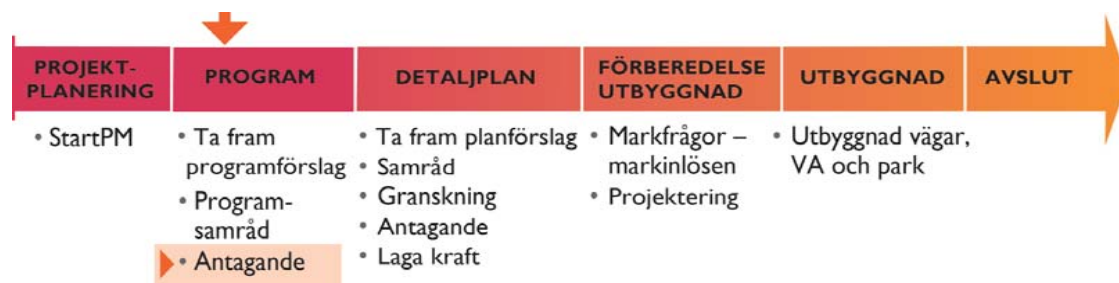 PROJEKT-
PLANERING
PROGRAM
DETALJPLAN
FÖRBEREDELSE
UTBYGGNAD
UTBYGGNAD
AVSLUT
• StartPM
• Ta fram
programförslag
• Program-
samråd
• Antagande
• Ta fram planförslag
• Samråd
• Granskning
• Antagande
• Laga kraft
• Markfrågor –
markinlösen
• Projektering
• Utbyggnad vägar,
VA och park